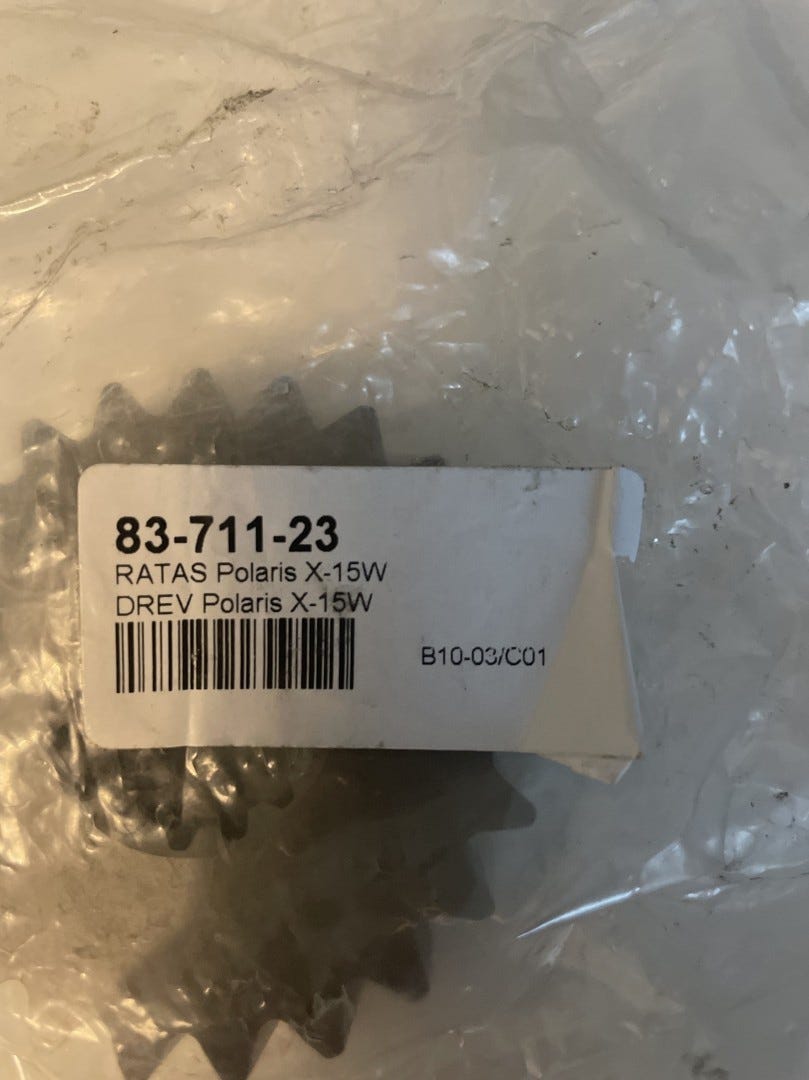 83-711-23
RATAS Polaris X-15W
DREV Polaris X-15W
B10-03/C01